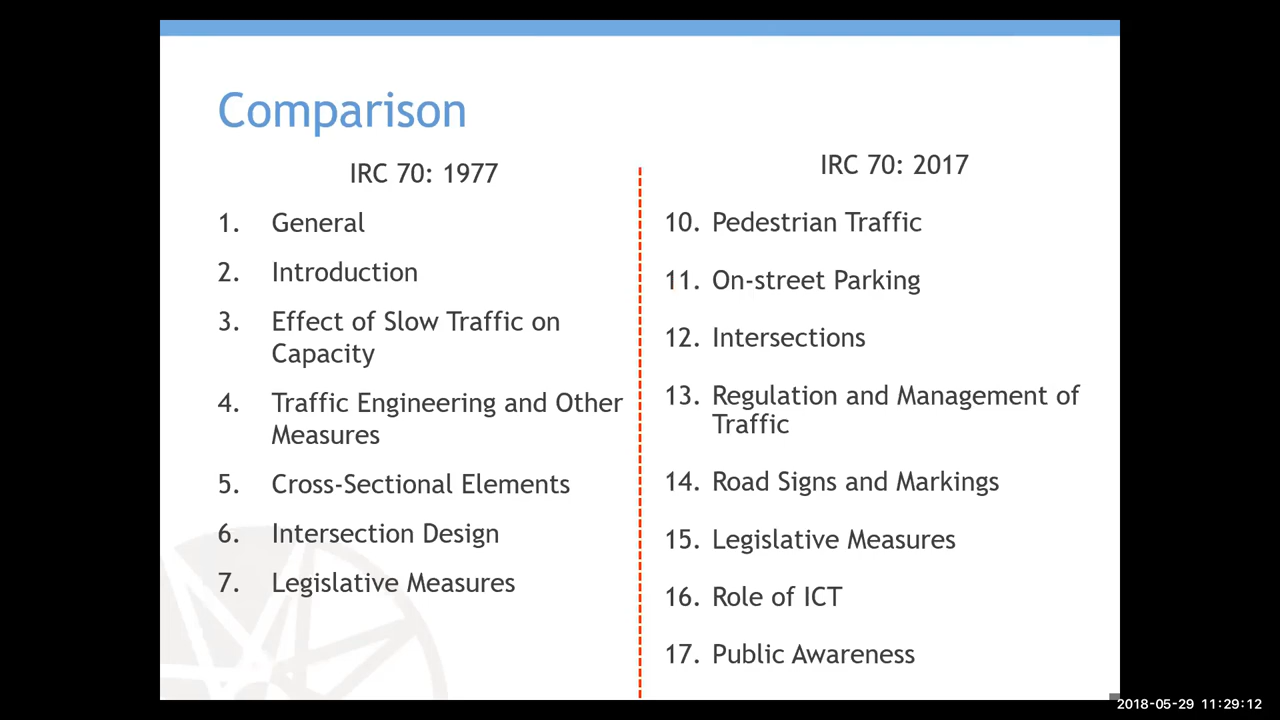 Comparison
IRC 70: 1977
1. General
2. Introduction
3. Effect of Slow Traffic on
Capacity
4. Traffic Engineering and Other
Measures
5. Cross-Sectional Elements
6. Intersection Design
7. Legislative Measures
IRC 70: 2017
10. Pedestrian Traffic
11. On-street Parking
12. Intersections
13. Regulation and Management of
Traffic
14. Road Signs and Markings
15. Legislative Measures
16. Role of ICT
17. Public Awareness
2018-05-29 11:29:12